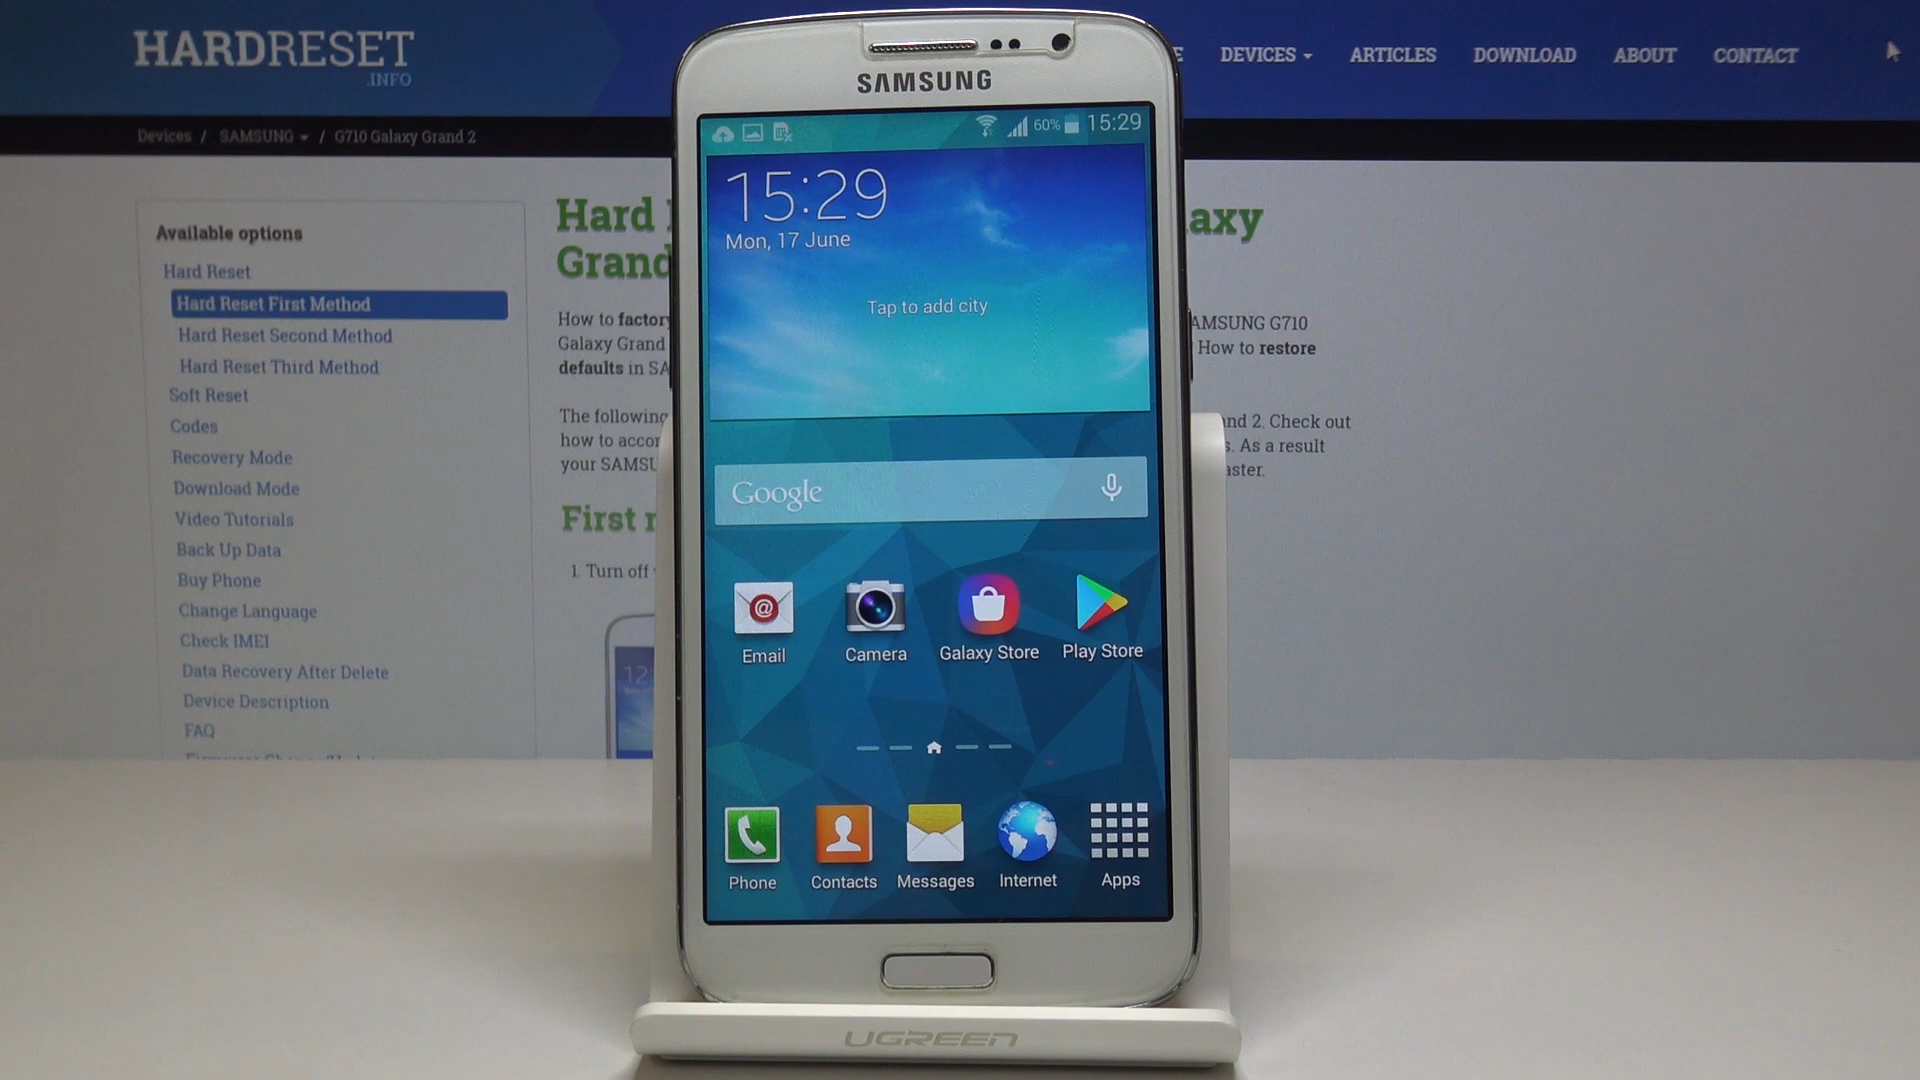 HARDRESET
.INFO
DEVICES
ARTICLES
DOWNLOAD
ABOUT
CONTACT
Devices / SAMSUNG / G710 Galaxy Grand 2
Available options
Hard Reset
Hard Reset First Method
Hard Reset Second Method
Hard Reset Third Method
Soft Reset
Codes
Recovery Mode
Download Mode
Video Tutorials
Back Up Data
Buy Phone
Change Language
Check IMEI
Data Recovery After Delete
Device Description
FAQ
Hard
Grand
How to factory
Galaxy Grand
defaults in SA
The following
how to accor
your SAMSU
First
1. Turn off
SAMSUNG
60% 15:29
15:29
Mon, 17 June
Tap to add city
Google
Email
Camera
Galaxy Store
Play Store
Phone
Contacts
Messages
Internet
Apps
UGREEN
axy
AMSUNG G710
How to restore
nd 2. Check out
s. As a result
aster.